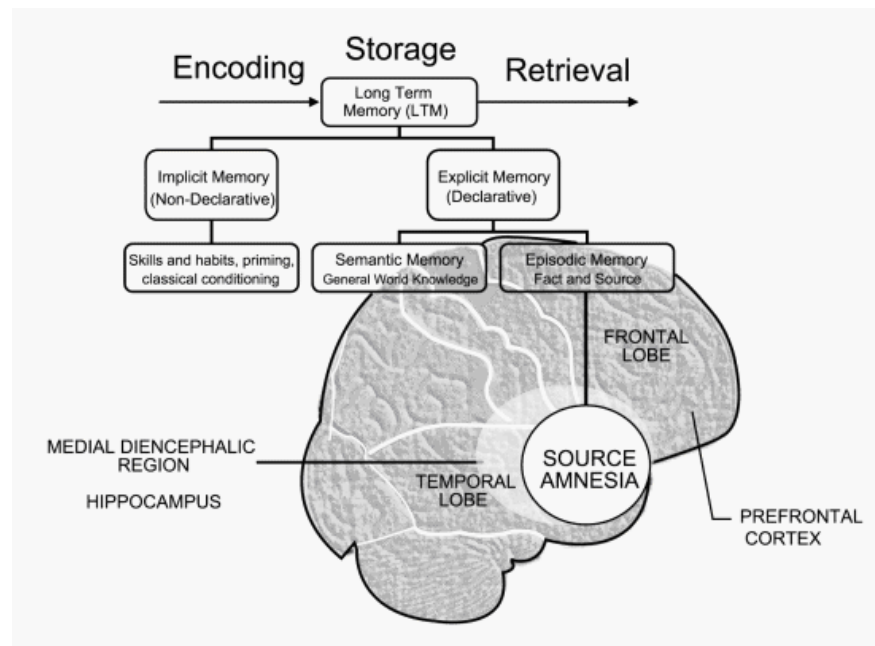 Encoding
Storage
Retrieval
Long Term
Memory (LTM)
Implicit Memory
(Non-Declarative)
Explicit Memory
(Declarative)
Skills and habits, priming,
classical conditioning
Semantic Memory
General World Knowledge
Episodic Memory
Fact and Source
FRONTAL
LOBE
MEDIAL DIENCEPHALIC
REGION
HIPPOCAMPUS
TEMPORAL
LOBE
SOURCE
AMNESIA
PREFRONTAL
CORTEX